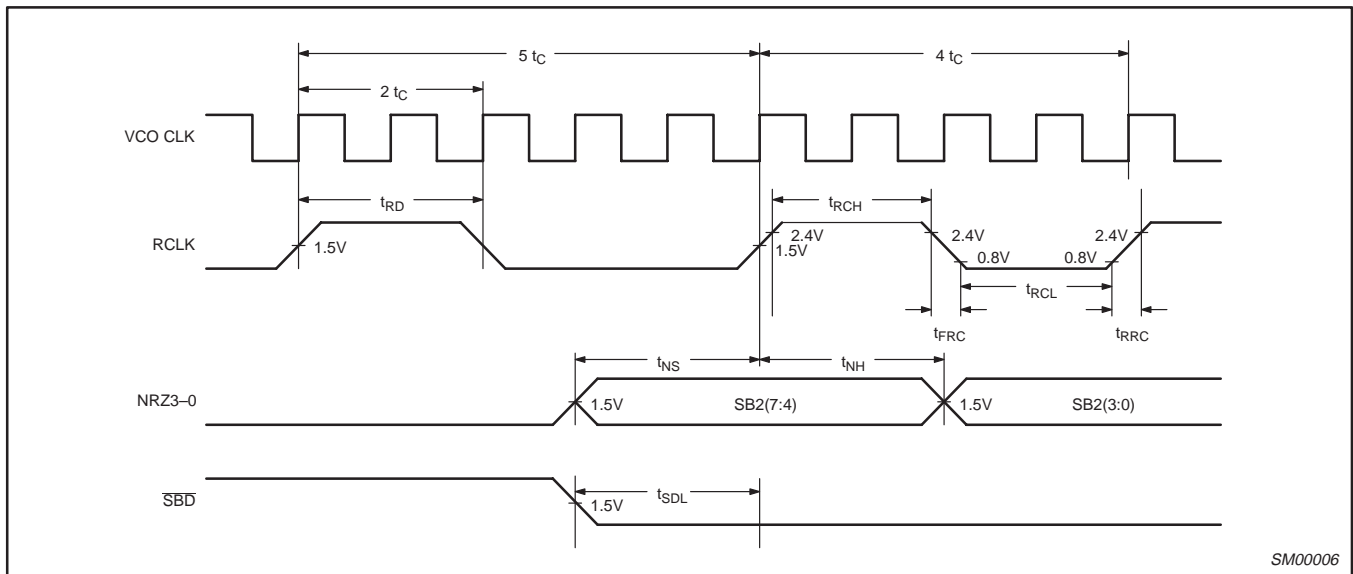 5 tC
4 tC
2 tC
VCO CLK
tRD
tRCH
RCLK
1.5V
2.4V
1.5V
2.4V
0.8V
0.8V
2.4V
tRCL
tFRC
tRRC
tNS
tNH
NRZ3–0
1.5V
SB2(7:4)
1.5V
SB2(3:0)
SBD
1.5V
tSDL
SM00006